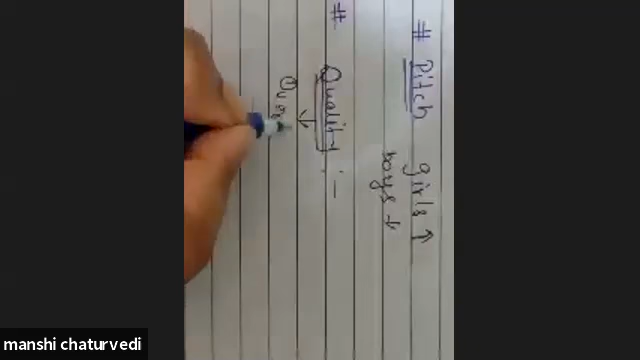 # Pitch girls ↑
boys ↓
# Quality :-
↓
manshi chaturvedi